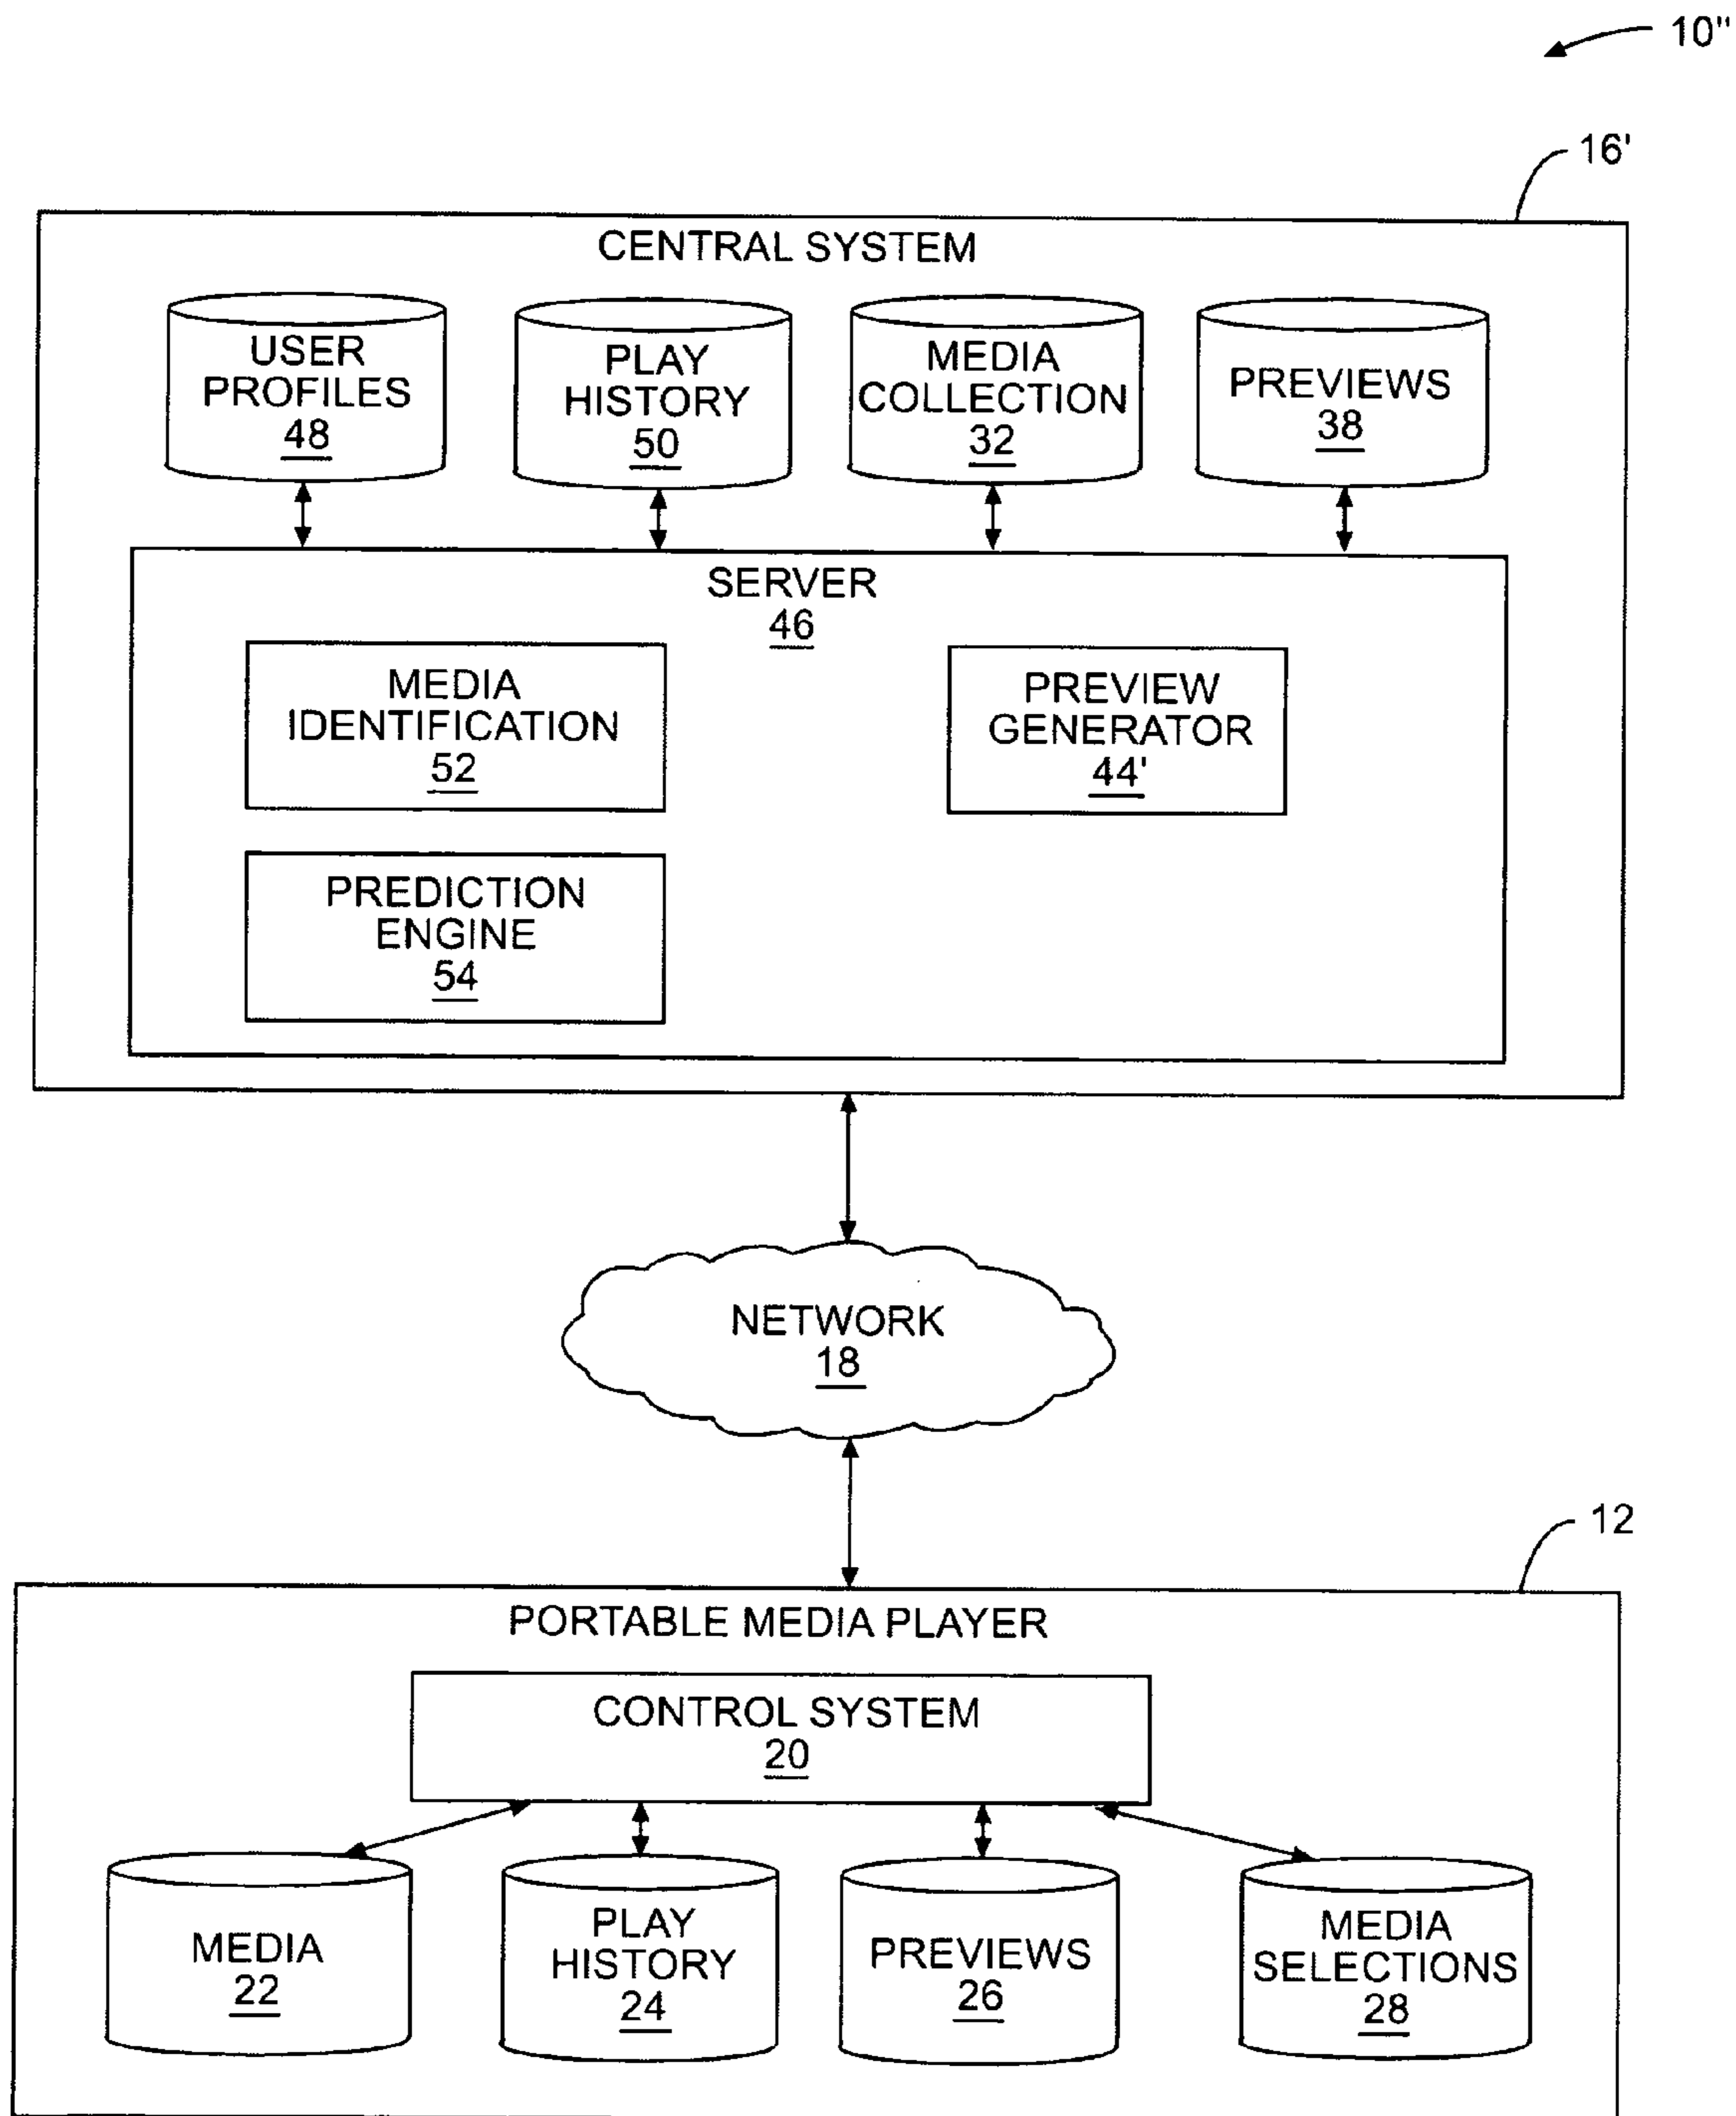 10"
16'
CENTRAL SYSTEM
USER
PROFILES
48
PLAY
HISTORY
50
MEDIA
COLLECTION
32
PREVIEWS
38
SERVER
46
MEDIA
IDENTIFICATION
52
PREVIEW
GENERATOR
44'
PREDICTION
ENGINE
54
NETWORK
18
12
PORTABLE MEDIA PLAYER
CONTROL SYSTEM
20
MEDIA
22
PLAY
HISTORY
24
PREVIEWS
26
MEDIA
SELECTIONS
28